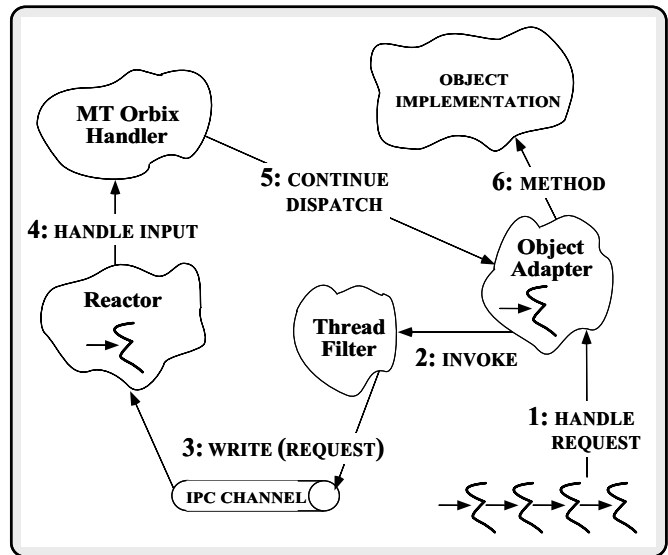 OBJECT
IMPLEMENTATION
MT Orbix
Handler
5: CONTINUE
DISPATCH
6: METHOD
4: HANDLE INPUT
Object
Adapter
Reactor
Thread
Filter
2: INVOKE
1: HANDLE
REQUEST
3: WRITE (REQUEST)
IPC CHANNEL